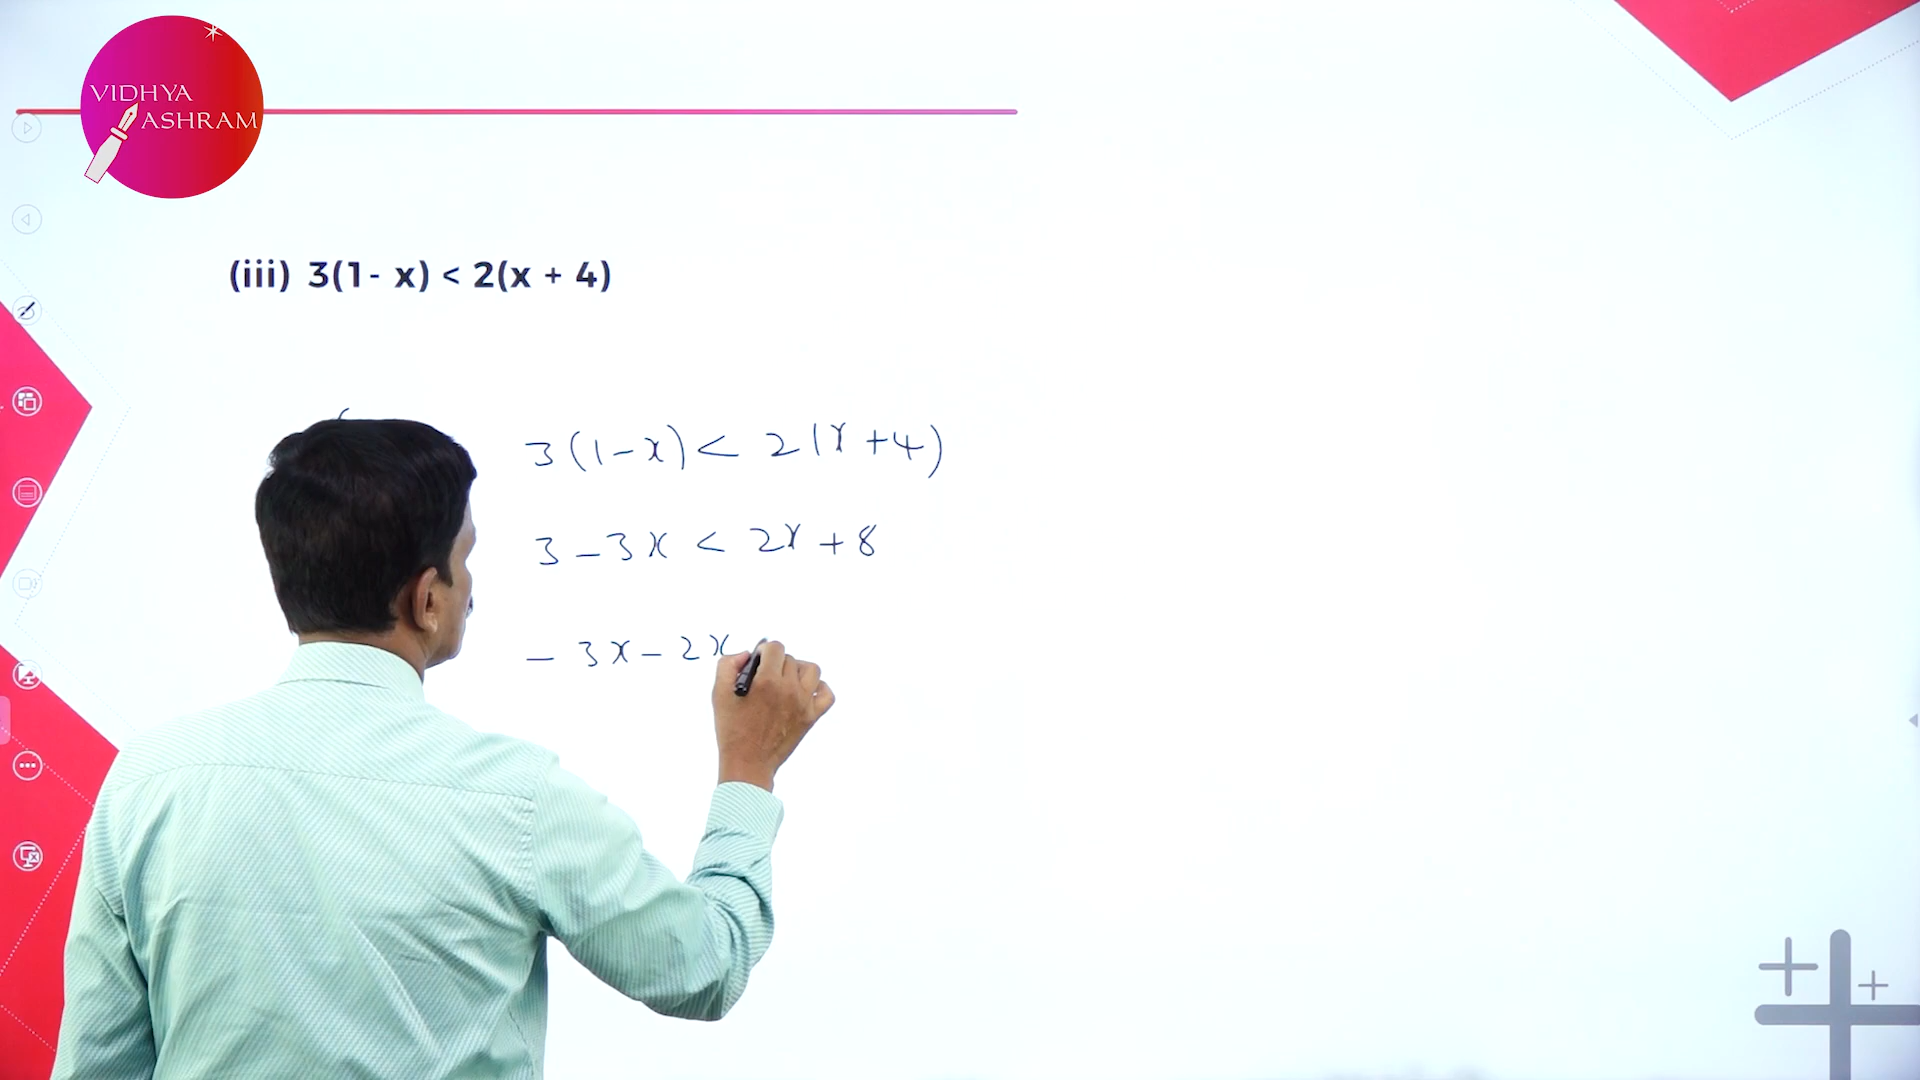 VIDHYA
ASHRAM
(iii) 3(1- x) < 2(x + 4)
3(1-x) < 2(x+4)
3 - 3x < 2x + 8
- 3x - 2x